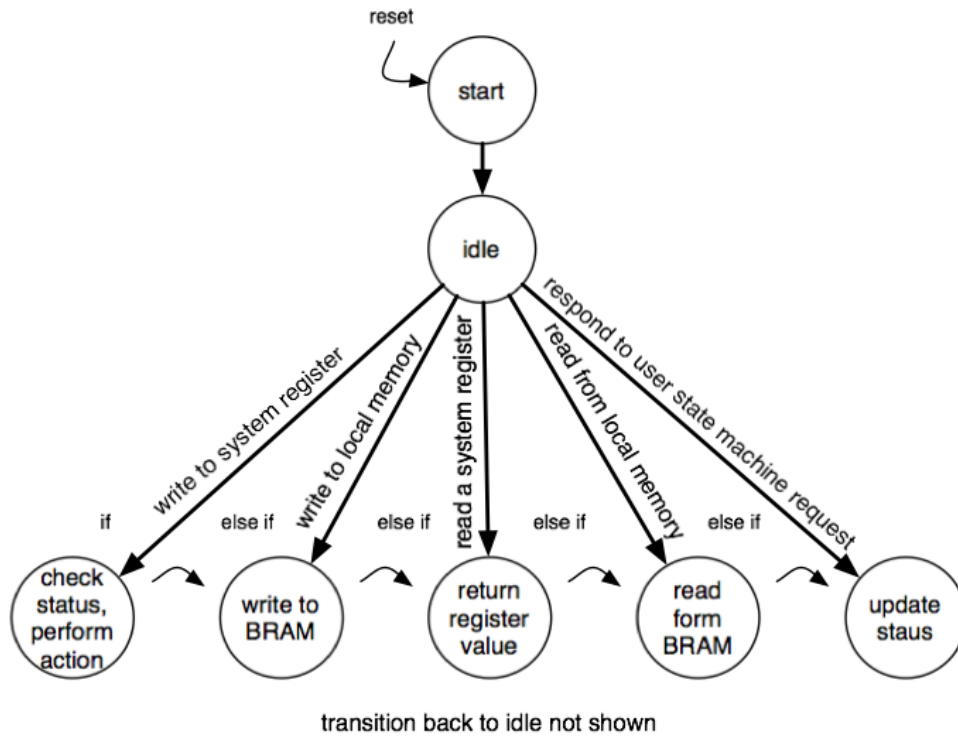 reset
start
idle
write to system register
write to local memory
read a system register
read from local memory
respond to user state machine request
if
else if
else if
else if
else if
check
status,
perform
action
write to
BRAM
return
register
value
read
form
BRAM
update
staus
transition back to idle not shown